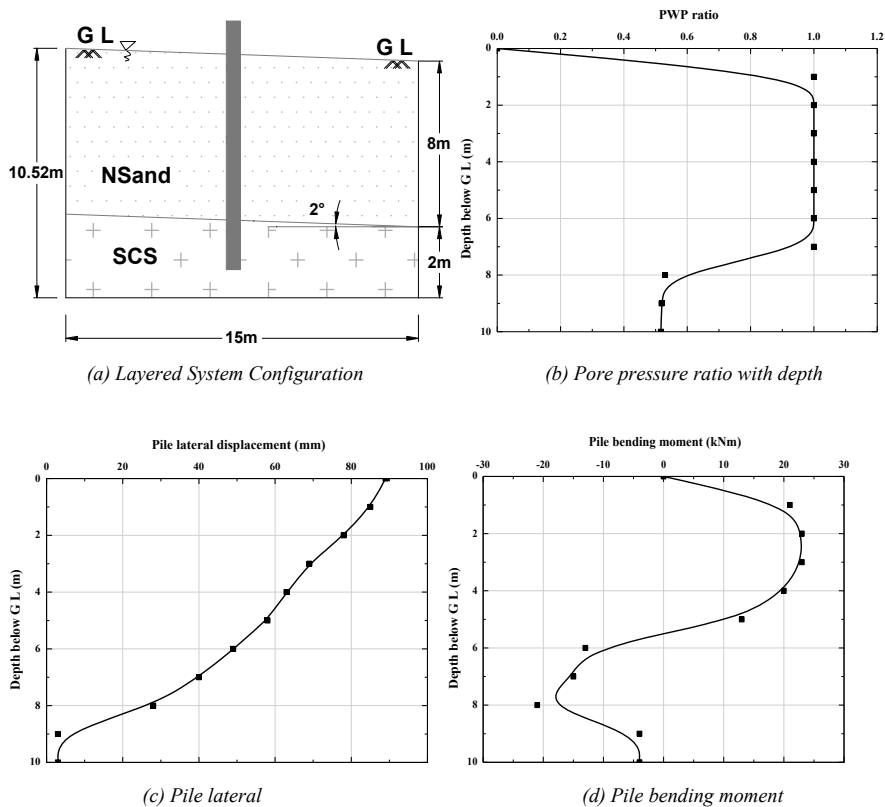 G L
G L
10.52m
NSand
8m
2°
SCS
2m
15m
(a) Layered System Configuration
PWP ratio
0.0 0.2 0.4 0.6 0.8 1.0 1.2
Depth below G L (m)
0
2
4
6
8
10
(b) Pore pressure ratio with depth
Pile lateral displacement (mm)
0 20 40 60 80 100
Depth below G L (m)
0
2
4
6
8
10
(c) Pile lateral
Pile bending moment (kNm)
-30 -20 -10 0 10 20 30
Depth below G L (m)
0
2
4
6
8
10
(d) Pile bending moment